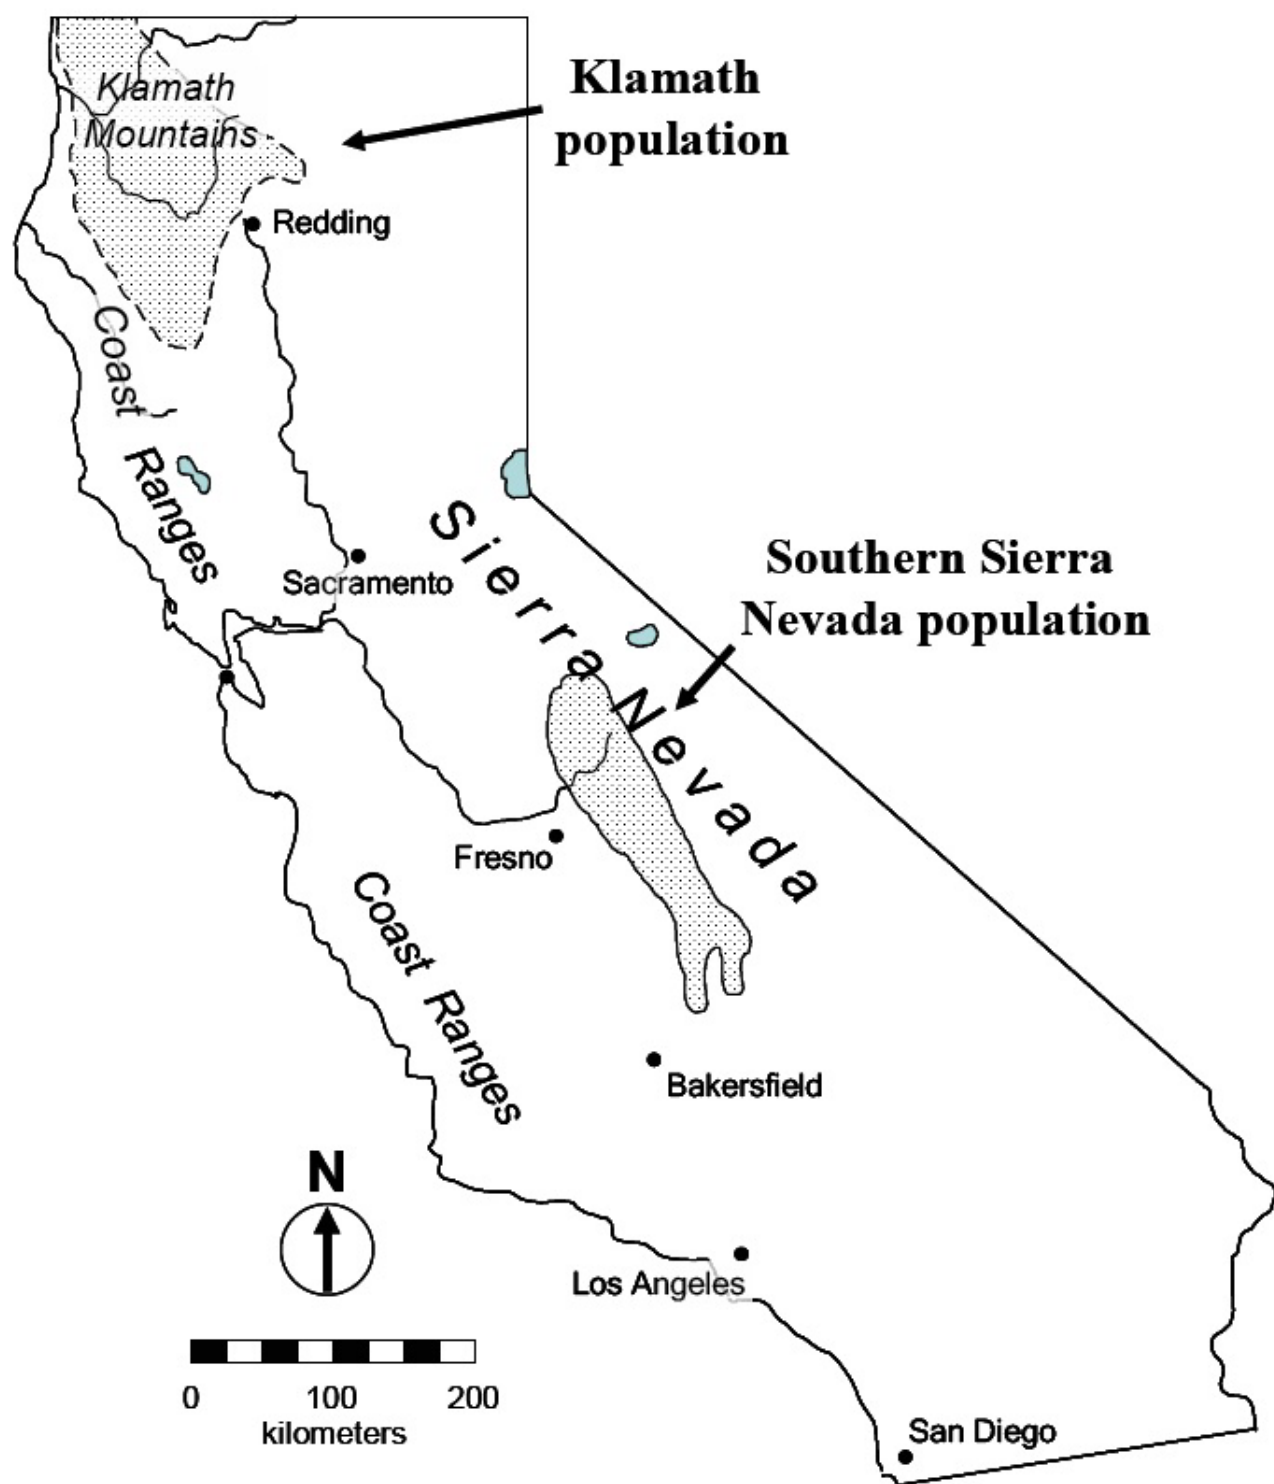 Klamath
Mountains
Klamath
population
Redding
Coast
Ranges
Sacramento
Sierra Nevada
Southern Sierra
Nevada population
Fresno
Coast Ranges
Bakersfield
N
Los Angeles
0 100 200
kilometers
San Diego